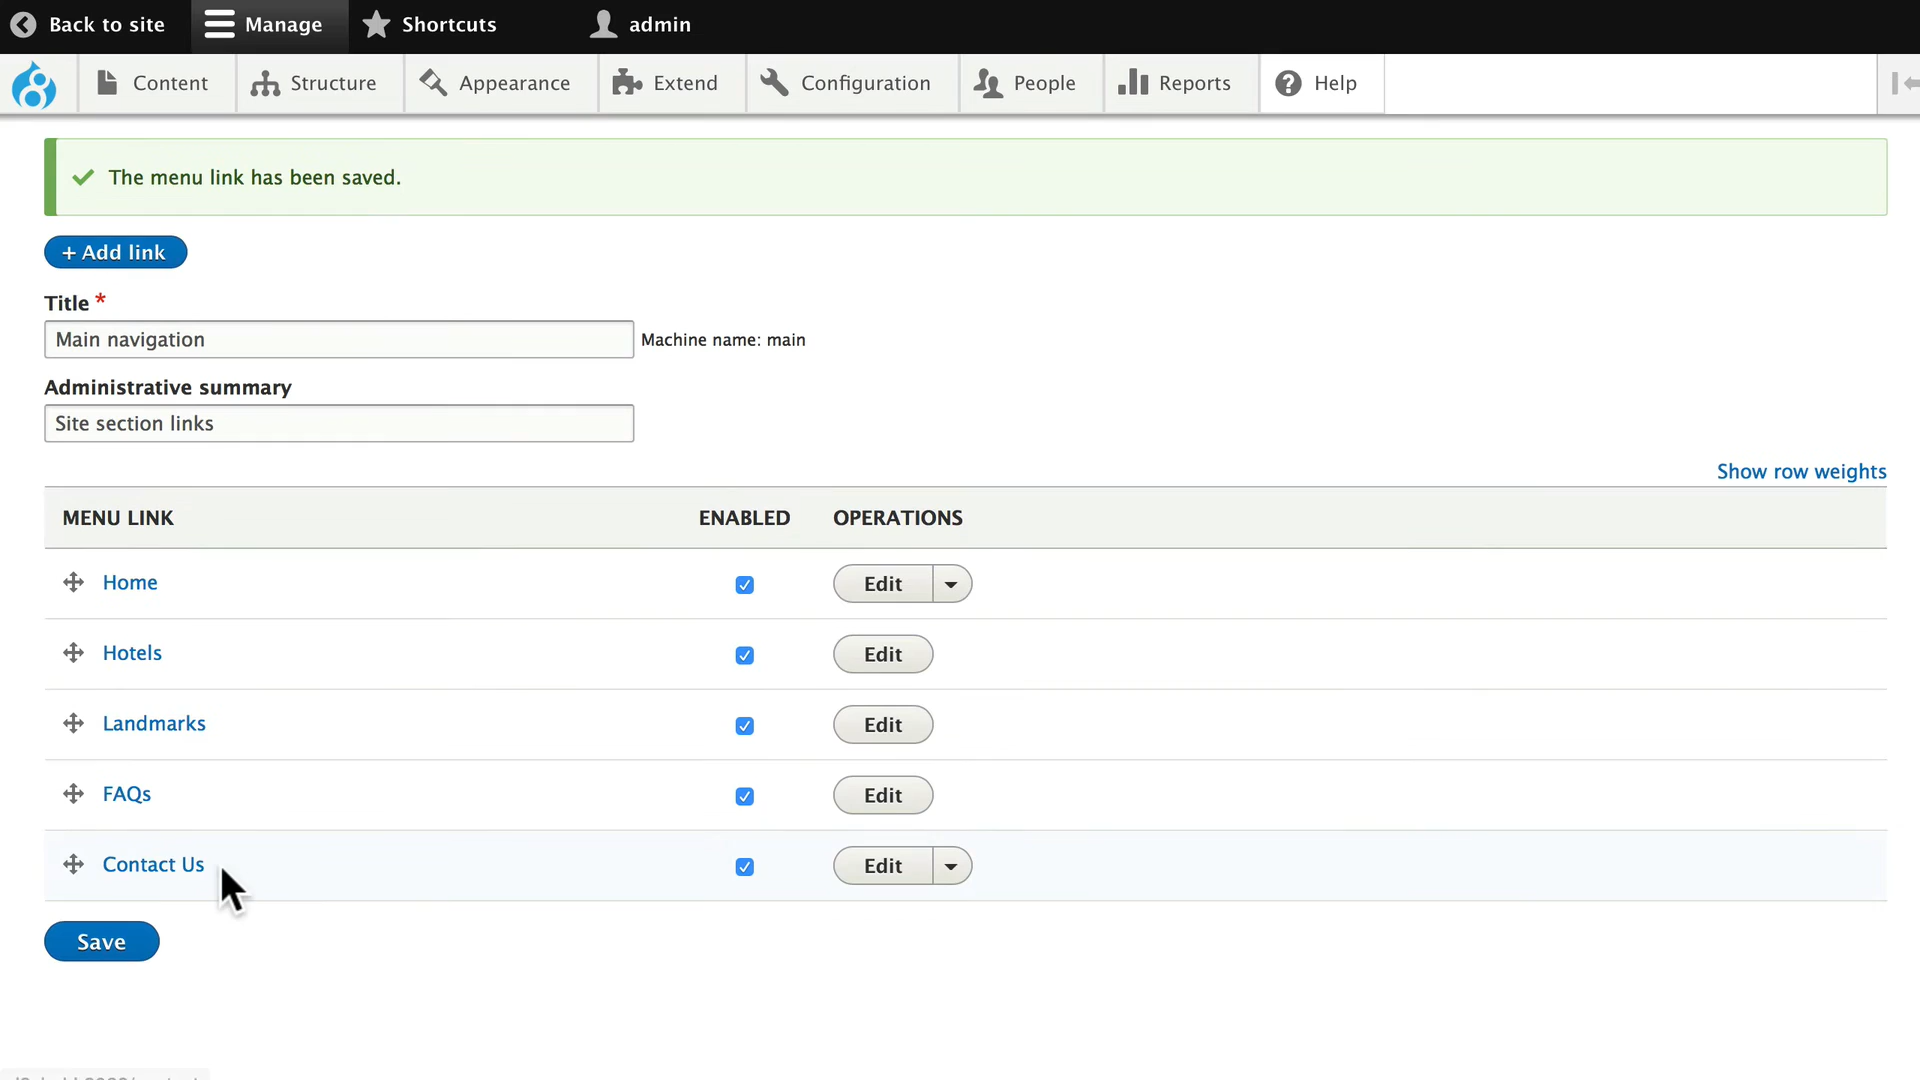 Back to site Manage Shortcuts admin
Content Structure Appearance Extend Configuration People Reports Help
The menu link has been saved.
+ Add link
Title *
Main navigation Machine name: main
Administrative summary
Site section links
Show row weights
MENU LINK ENABLED OPERATIONS
Home Edit
Hotels Edit
Landmarks Edit
FAQs Edit
Contact Us Edit
Save